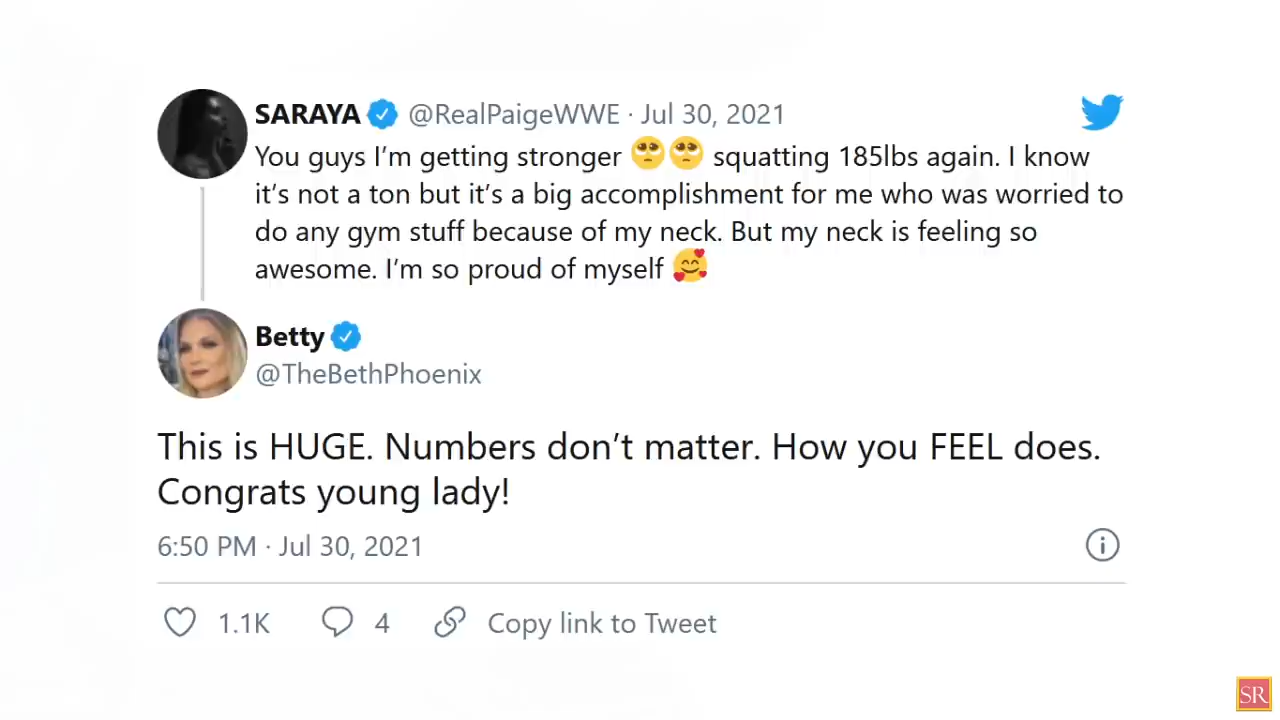 SARAYA @RealPaigeWWE · Jul 30, 2021
You guys I’m getting stronger 🥺🥺 squatting 185lbs again. I know
it’s not a ton but it’s a big accomplishment for me who was worried to
do any gym stuff because of my neck. But my neck is feeling so
awesome. I’m so proud of myself 🥰
Betty
@TheBethPhoenix
This is HUGE. Numbers don’t matter. How you FEEL does.
Congrats young lady!
6:50 PM · Jul 30, 2021
1.1K 4 Copy link to Tweet
SR